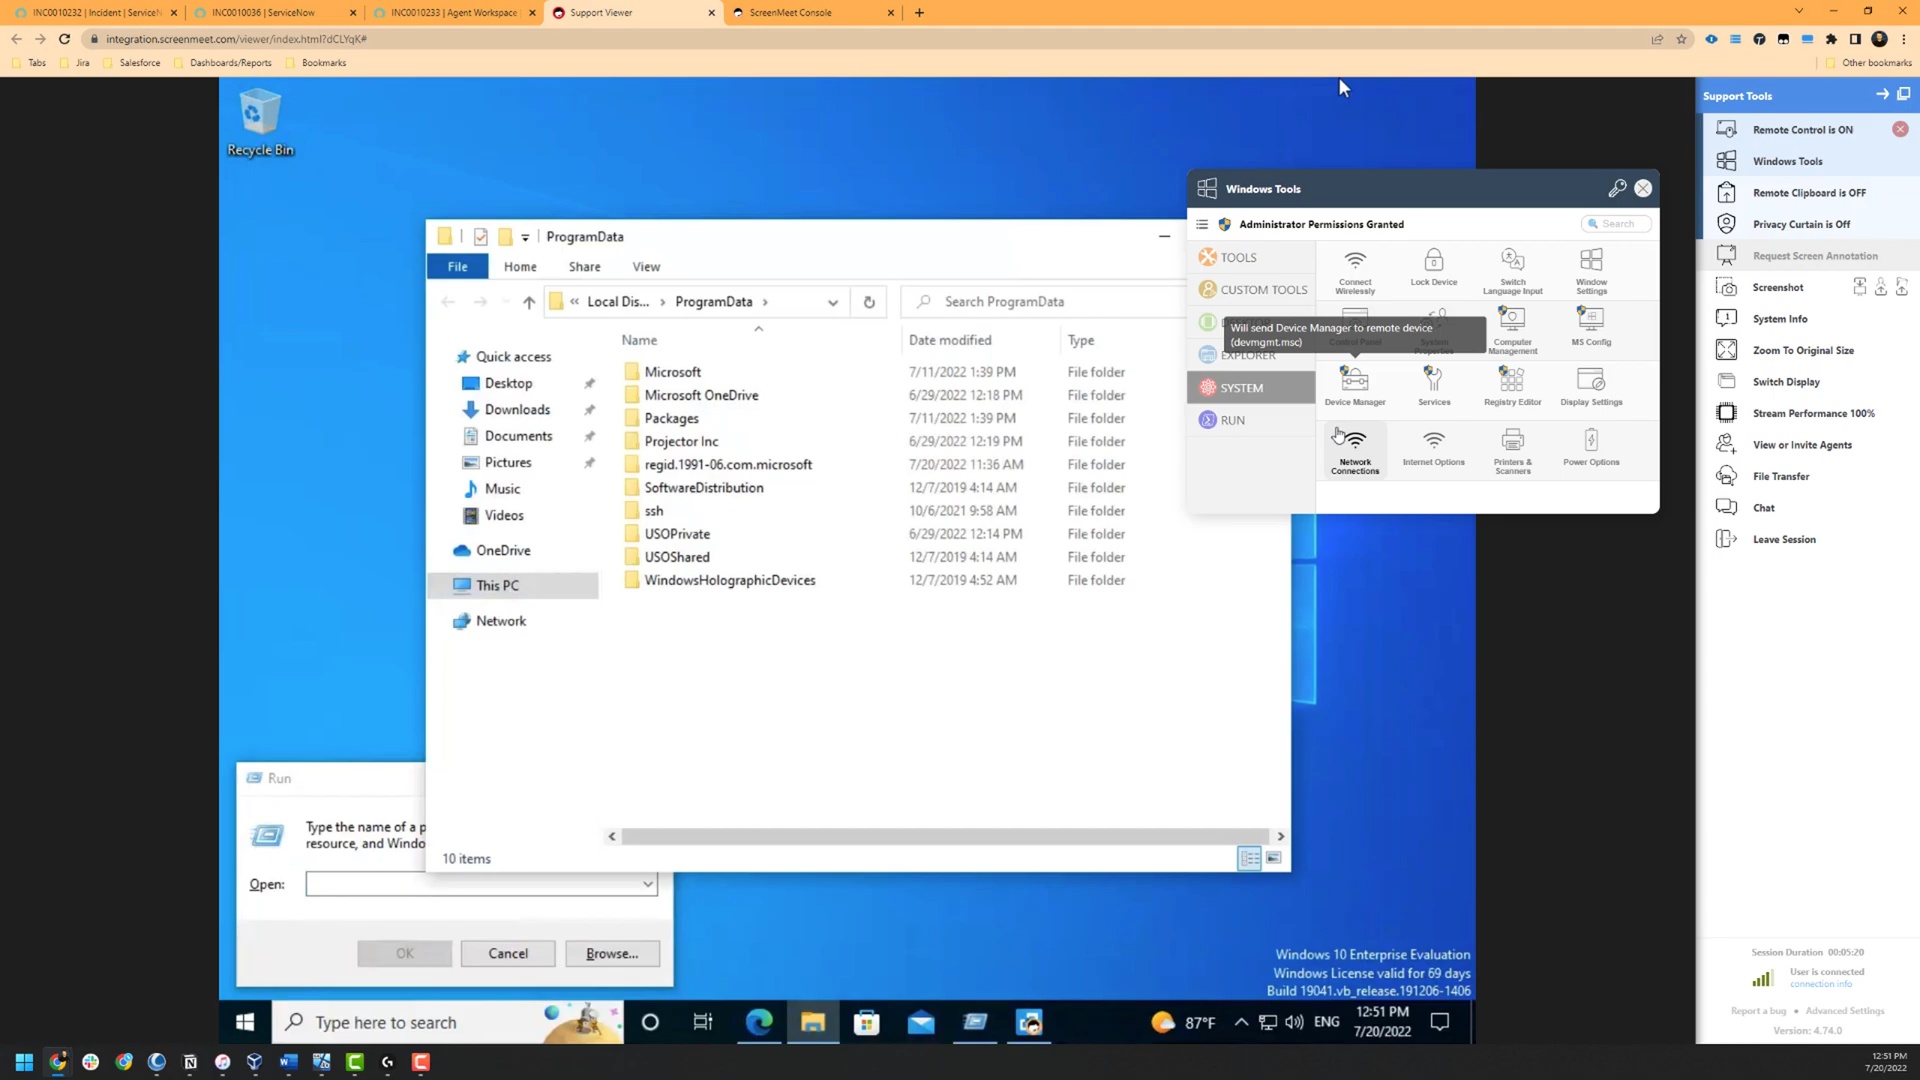 INC0010232 | Incident | ServiceN
INC0010036 | ServiceNow
INC0010233 | Agent Workspace
Support Viewer
ScreenMeet Console
integration.screenmeet.com/viewer/index.html?dCLYqK#
Tabs
Jira
Salesforce
Dashboards/Reports
Bookmarks
Other bookmarks
Recycle Bin
ProgramData
File
Home
Share
View
« Local Dis... > ProgramData >
Search ProgramData
Name
Date modified
Type
Quick access
Desktop
Downloads
Documents
Pictures
Music
Videos
OneDrive
This PC
Network
Microsoft 7/11/2022 1:39 PM File folder
Microsoft OneDrive 6/29/2022 12:18 PM File folder
Packages 7/11/2022 1:39 PM File folder
Projector Inc 6/29/2022 12:19 PM File folder
regid.1991-06.com.microsoft 7/20/2022 11:36 AM File folder
SoftwareDistribution 12/7/2019 4:14 AM File folder
ssh 10/6/2021 9:58 AM File folder
USOPrivate 6/29/2022 12:14 PM File folder
USOShared 12/7/2019 4:14 AM File folder
WindowsHolographicDevices 12/7/2019 4:52 AM File folder
10 items
Run
Type the name of a p
resource, and Windo
Open:
OK
Cancel
Browse...
Windows Tools
Administrator Permissions Granted
Search
TOOLS
CUSTOM TOOLS
EXPLORER
SYSTEM
RUN
Connect
Wirelessly
Lock Device
Switch
Language Input
Window
Settings
Will send Device Manager to remote device
(devmgmt.msc)
Control Panel
System
Properties
Computer
Management
MS Config
Device Manager
Services
Registry Editor
Display Settings
Network
Connections
Internet Options
Printers &
Scanners
Power Options
Windows 10 Enterprise Evaluation
Windows License valid for 69 days
Build 19041.vb_release.191206-1406
Type here to search
87°F
ENG
12:51 PM
7/20/2022
Support Tools
Remote Control is ON
Windows Tools
Remote Clipboard is OFF
Privacy Curtain is Off
Request Screen Annotation
Screenshot
System Info
Zoom To Original Size
Switch Display
Stream Performance 100%
View or Invite Agents
File Transfer
Chat
Leave Session
Session Duration 00:05:20
User is connected
connection info
Report a bug • Advanced Settings
Version: 4.74.0
12:51 PM
7/20/2022